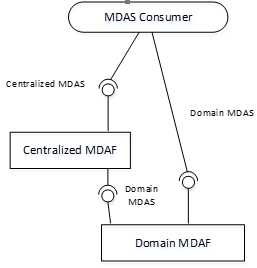 MDAS Consumer
Centralized MDAS
Domain MDAS
Centralized MDAF
Domain
MDAS
Domain MDAF